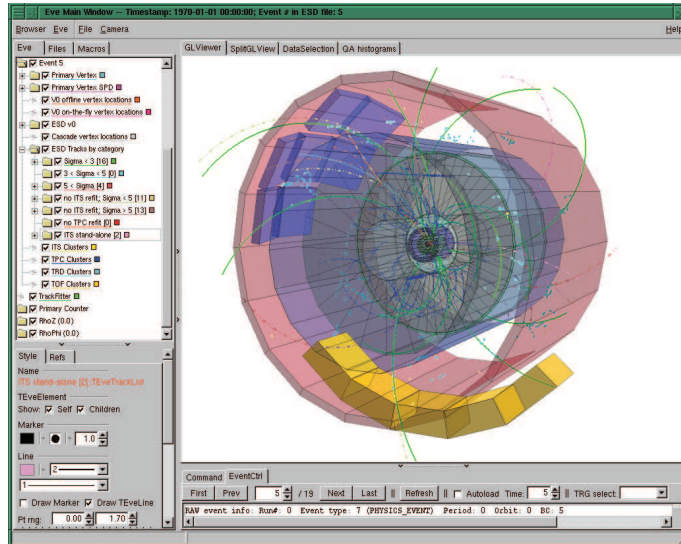 Eve Main Window -- Timestamp: 1970-01-01 00:00:00; Event # in ESD file: 5
Browser Eve File Camera Help
Eve Files Macros
Event 5
Primary Vertex
Primary Vertex SPD
V0 offline vertex locations
V0 on-the-fly vertex locations
ESD v0
Cascade vertex locations
ESD Tracks by category
Sigma < 3 [16]
3 < Sigma < 5 [0]
5 < Sigma [4]
no ITS refit; Sigma < 5 [11]
no ITS refit; Sigma > 5 [13]
no TPC refit [0]
ITS stand-alone [2]
ITS Clusters
TPC Clusters
TRD Clusters
TOF Clusters
TrackFitter
Primary Counter
RhoZ (0.0)
RhoPhi (0.0)
Style Refs
Name
ITS stand-alone [2]::TEveTrackList
TEveElement
Show: Self Children
Marker
1.0
Line
2
1
Draw Marker Draw TEveLine
Pt rng: 0.00 1.70
GLViewer SplitGLView DataSelection QA histograms
Command EventCtrl
First Prev 5 / 19 Next Last || Refresh || Autoload Time: 5 || TRG select:
RAW event info: Run#: 0 Event type: 7 (PHYSICS_EVENT) Period: 0 Orbit: 0 BC: 5